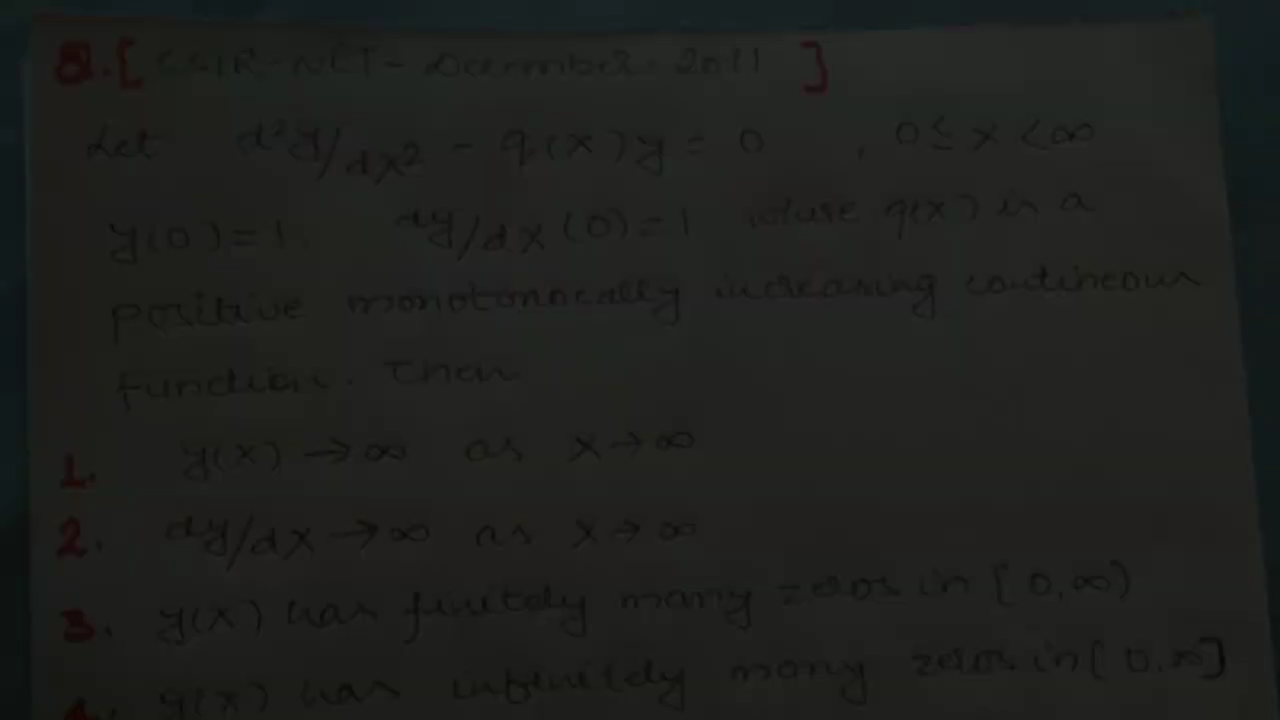 Q. [ CSIR-NET- December 2011 ]
Let d²y/dx² - q(x)y = 0 , 0 ≤ x < ∞
y(0)=1. dy/dx (0)=1 where q(x) is a
positive monotonically increasing continuous
function. Then
1. y(x) → ∞ as x → ∞
2. dy/dx → ∞ as x → ∞
3. y(x) has finitely many zeros in [0,∞)
4. y(x) has infinitely many zeros in [0,∞]